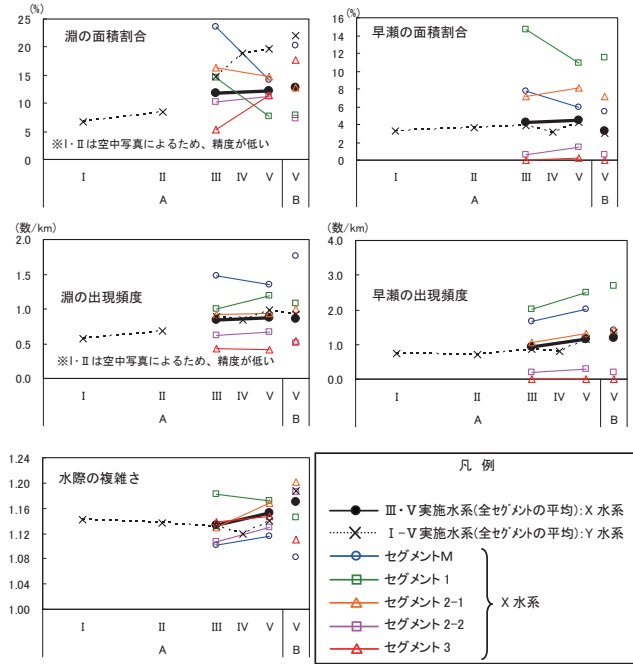 (%)
淵の面積割合
25
20
15
10
5
0
※Ⅰ・Ⅱは空中写真によるため、精度が低い
Ⅰ Ⅱ Ⅲ Ⅳ Ⅴ Ⅴ
A B
(%)
早瀬の面積割合
16
14
12
10
8
6
4
2
0
Ⅰ Ⅱ Ⅲ Ⅳ Ⅴ Ⅴ
A B
(数/km)
淵の出現頻度
2.0
1.5
1.0
0.5
0.0
※Ⅰ・Ⅱは空中写真によるため、精度が低い
Ⅰ Ⅱ Ⅲ Ⅳ Ⅴ Ⅴ
A B
(数/km)
早瀬の出現頻度
4.0
3.0
2.0
1.0
0.0
Ⅰ Ⅱ Ⅲ Ⅳ Ⅴ Ⅴ
A B
水際の複雑さ
1.24
1.20
1.16
1.12
1.08
1.04
1.00
Ⅰ Ⅱ Ⅲ Ⅳ Ⅴ Ⅴ
A B
凡 例
Ⅲ-Ⅴ実施水系(全セグメントの平均):X 水系
Ⅰ-Ⅴ実施水系(全セグメントの平均):Y 水系
セグメントM
セグメント1
セグメント2-1
セグメント2-2
セグメント3
X 水系